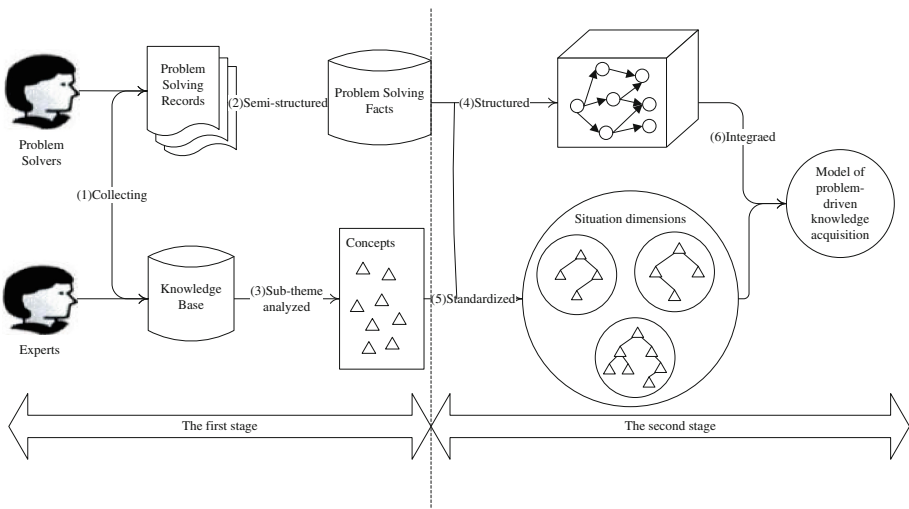 Problem
Solvers
Problem
Solving
Records
(2)Semi-structured
Problem Solving
Facts
(4)Structured
(6)Integraed
Model of
problem-
driven
knowledge
acquisition
(1)Collecting
Situation dimensions
Experts
Knowledge
Base
(3)Sub-theme
analyzed
Concepts
(5)Standardized
The first stage
The second stage